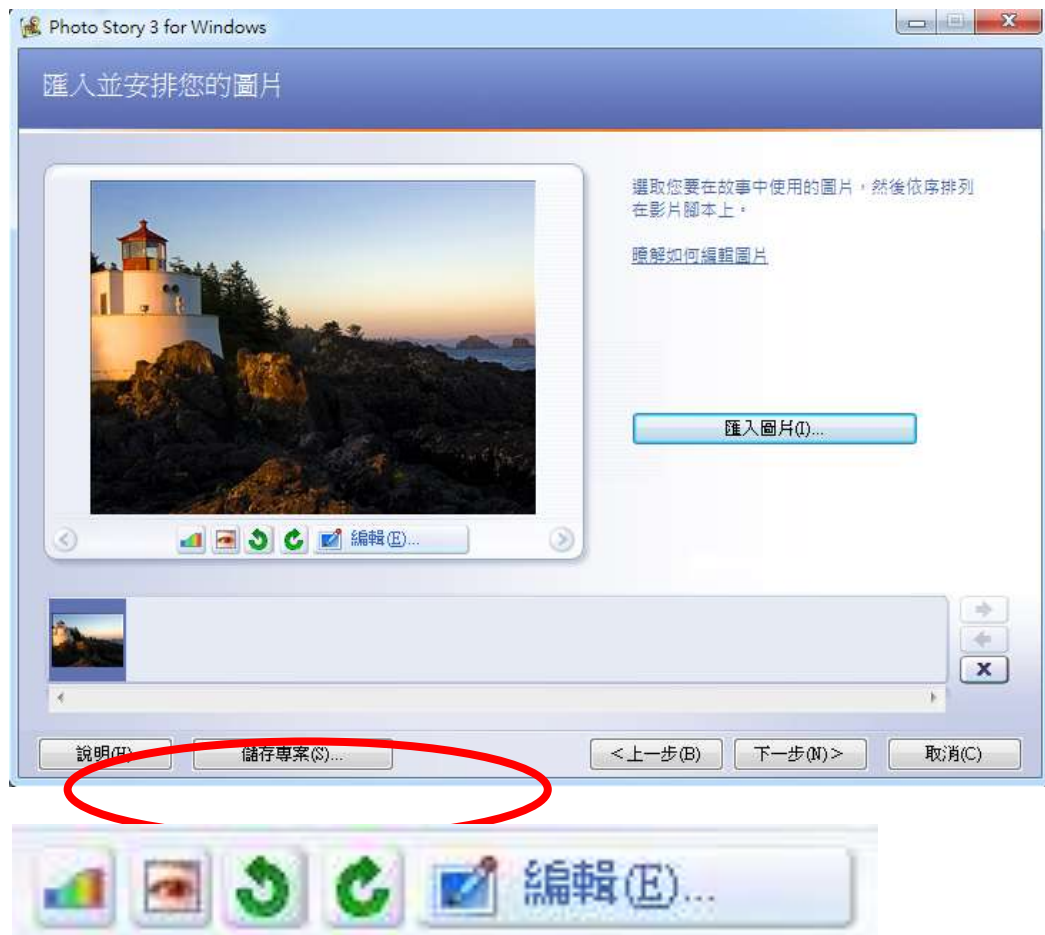 Photo Story 3 for Windows
匯入並安排您的圖片
選取您要在故事中使用的圖片，然後依序排列
在影片腳本上。
瞭解如何編輯圖片
匯入圖片(I)...
編輯(E)...
說明(H) 儲存專案(S)... <上一步(B) 下一步(N)> 取消(C)
編輯(E)...